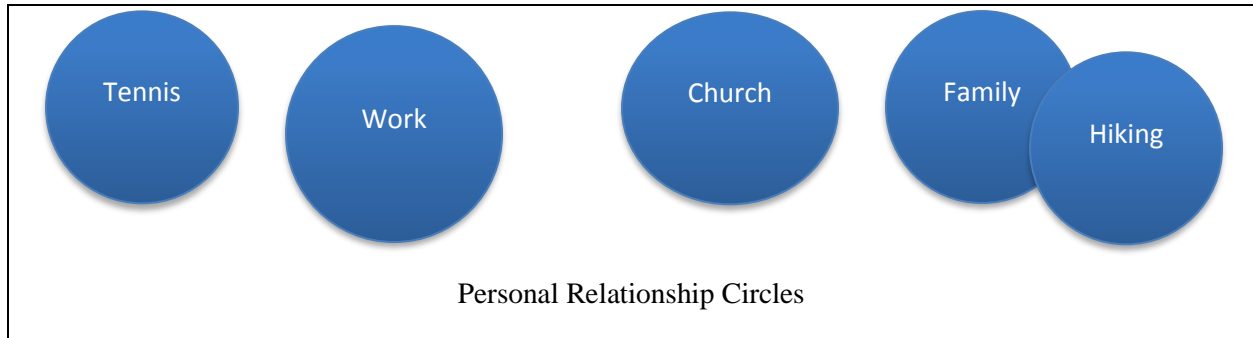 Tennis
Work
Church
Family
Hiking
Personal Relationship Circles